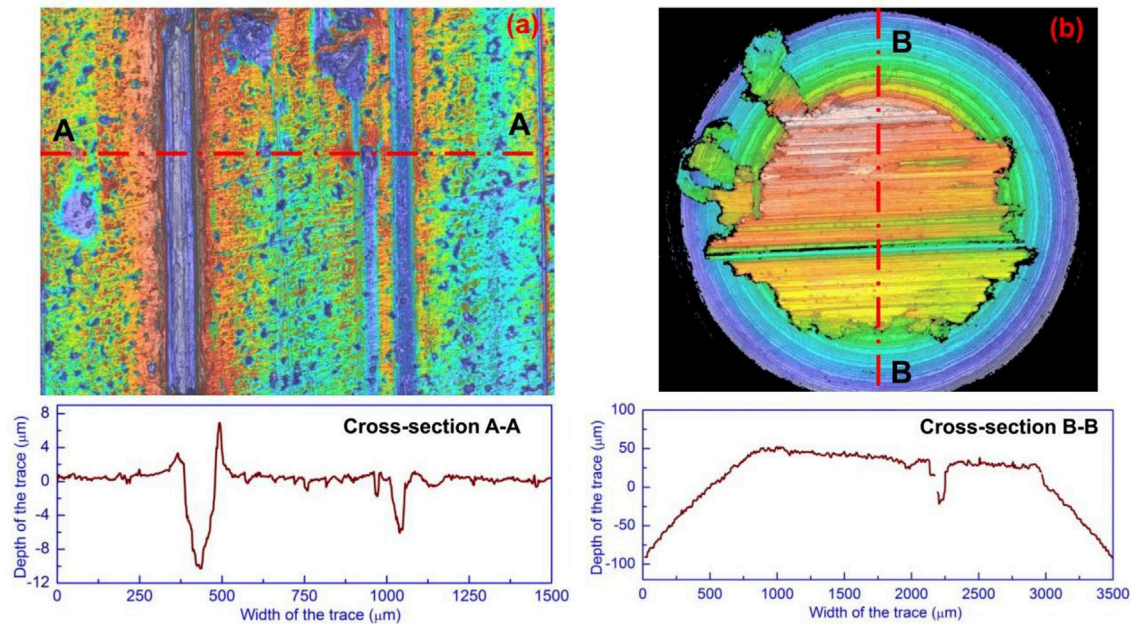 (a)
A
A
(b)
B
B
Cross-section A-A
Depth of the trace (μm)
8
4
0
-4
-8
-12
0
250
500
750
1000
1250
1500
Width of the trace (μm)
Cross-section B-B
Depth of the trace (μm)
100
50
0
-50
-100
0
500
1000
1500
2000
2500
3000
3500
Width of the trace (μm)